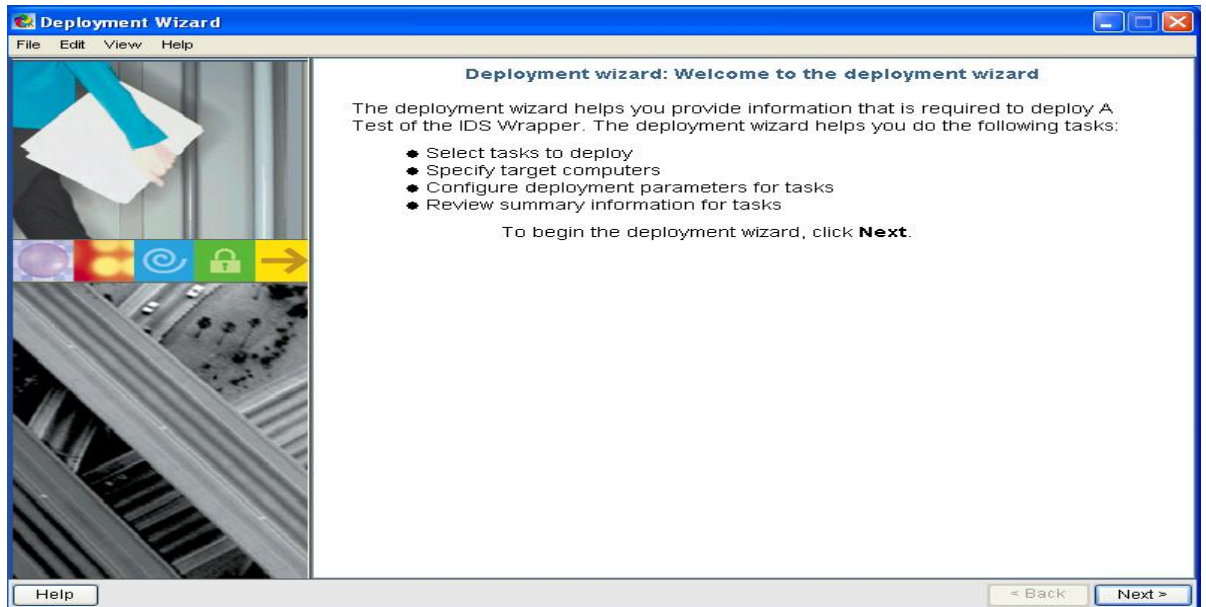 Deployment Wizard
File Edit View Help
Deployment wizard: Welcome to the deployment wizard
The deployment wizard helps you provide information that is required to deploy A
Test of the IDS Wrapper. The deployment wizard helps you do the following tasks:
Select tasks to deploy
Specify target computers
Configure deployment parameters for tasks
Review summary information for tasks
To begin the deployment wizard, click Next.
Help
< Back
Next >